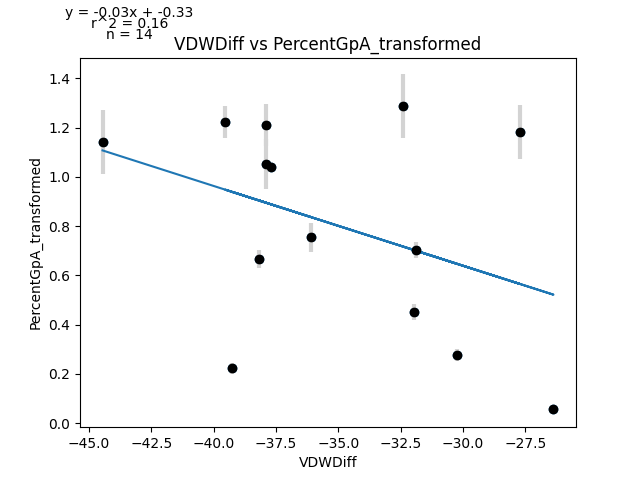 y = -0.03x + -0.33
r^2 = 0.16
n = 14
VDWDiff vs PercentGpA_transformed
PercentGpA_transformed
1.4
1.2
1.0
0.8
0.6
0.4
0.2
0.0
−45.0 −42.5 −40.0 −37.5 −35.0 −32.5 −30.0 −27.5
VDWDiff